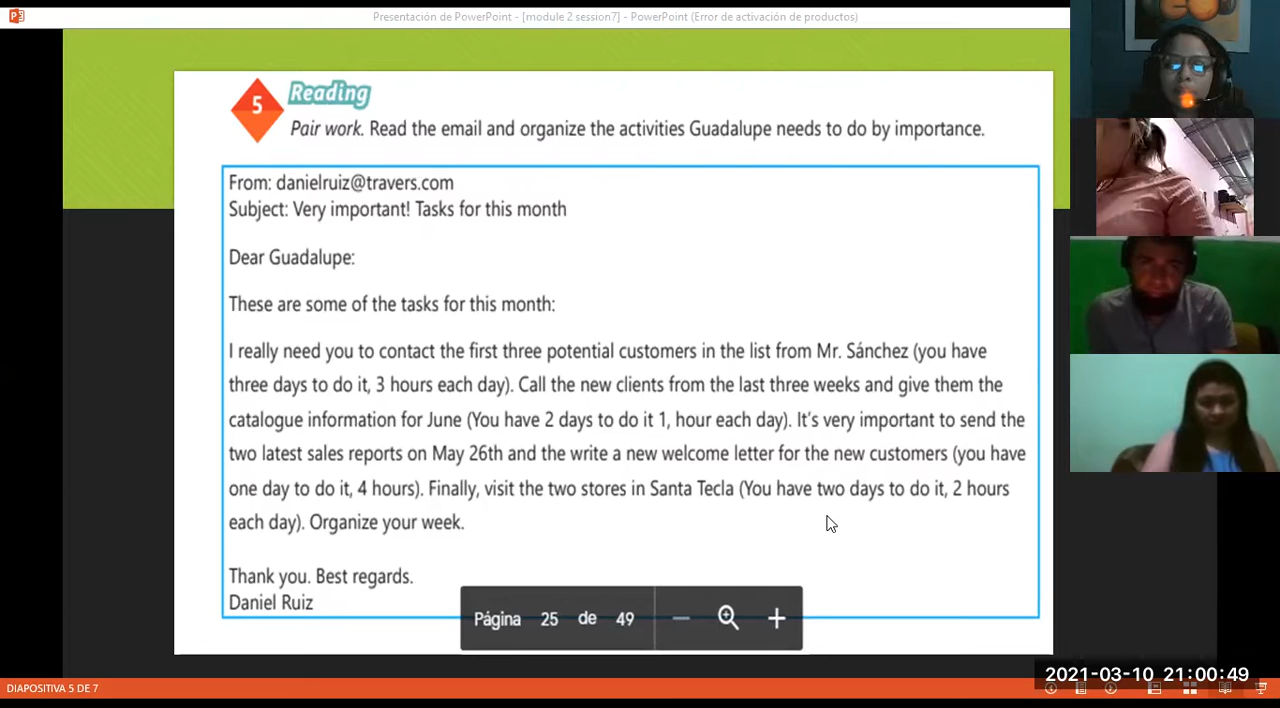 Presentación de PowerPoint - [module 2 session7] - PowerPoint (Error de activación de productos)
5
Reading
Pair work. Read the email and organize the activities Guadalupe needs to do by importance.
From: danielruiz@travers.com
Subject: Very important! Tasks for this month
Dear Guadalupe:
These are some of the tasks for this month:
I really need you to contact the first three potential customers in the list from Mr. Sánchez (you have
three days to do it, 3 hours each day). Call the new clients from the last three weeks and give them the
catalogue information for June (You have 2 days to do it 1, hour each day). It's very important to send the
two latest sales reports on May 26th and the write a new welcome letter for the new customers (you have
one day to do it, 4 hours). Finally, visit the two stores in Santa Tecla (You have two days to do it, 2 hours
each day). Organize your week.
Thank you. Best regards.
Daniel Ruiz
Página 25 de 49
2021-03-10 21:00:49
DIAPOSITIVA 5 DE 7